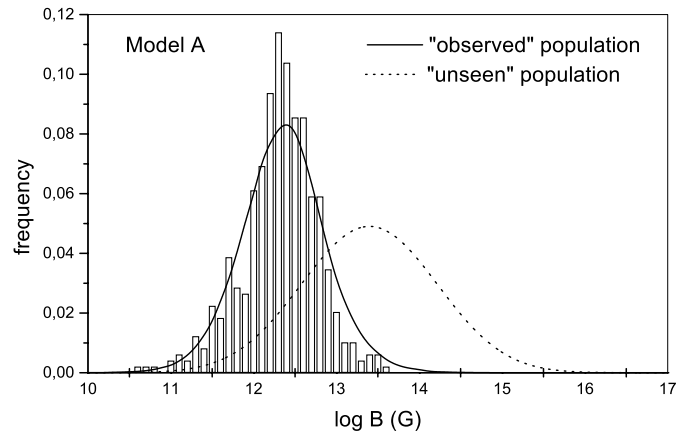 Model A
"observed" population
"unseen" population
0,12
0,10
0,08
0,06
0,04
0,02
0,00
frequency
10 11 12 13 14 15 16 17
log B (G)